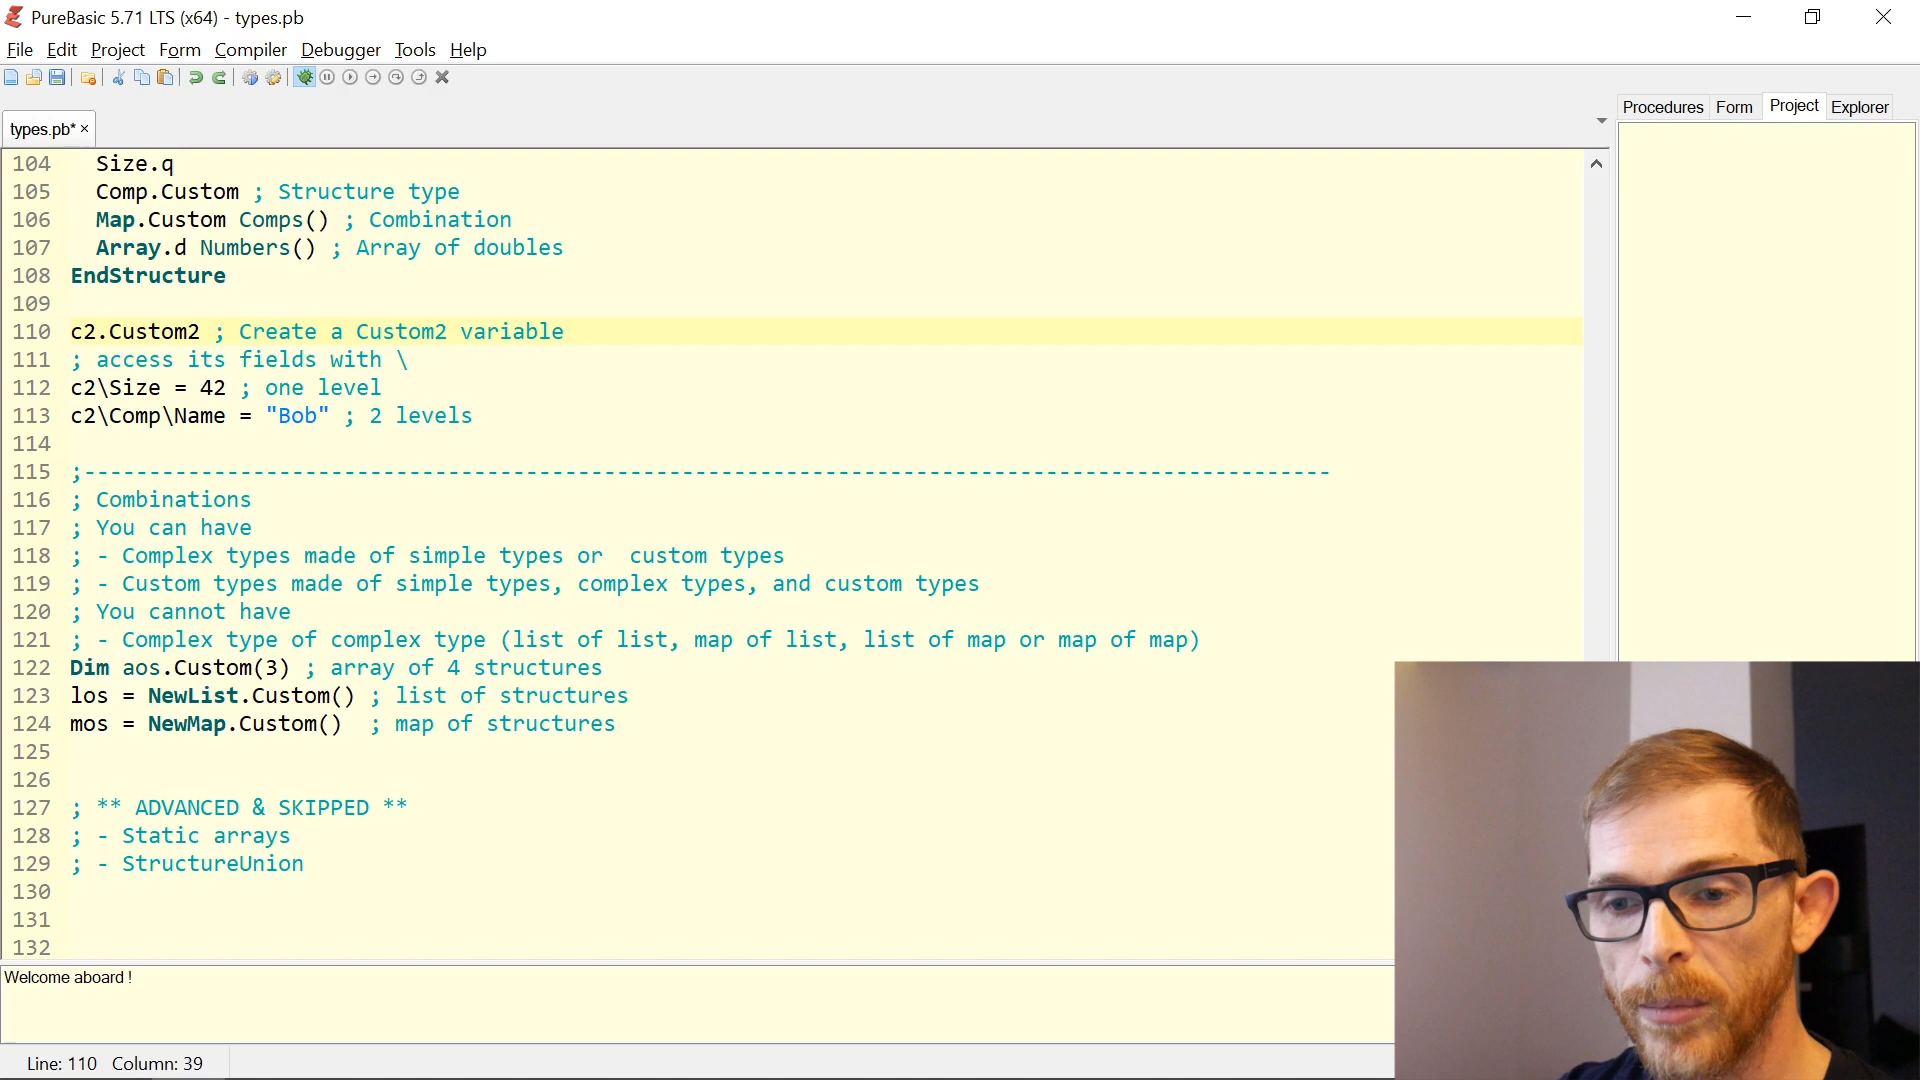 PureBasic 5.71 LTS (x64) - types.pb
File Edit Project Form Compiler Debugger Tools Help
Procedures Form Project Explorer
types.pb* ×
104 Size.q
105 Comp.Custom ; Structure type
106 Map.Custom Comps() ; Combination
107 Array.d Numbers() ; Array of doubles
108 EndStructure
109
110 c2.Custom2 ; Create a Custom2 variable
111 ; access its fields with \
112 c2\Size = 42 ; one level
113 c2\Comp\Name = "Bob" ; 2 levels
114
115 ;------------------------------------------------------------------------------------------------
116 ; Combinations
117 ; You can have
118 ; - Complex types made of simple types or  custom types
119 ; - Custom types made of simple types, complex types, and custom types
120 ; You cannot have
121 ; - Complex type of complex type (list of list, map of list, list of map or map of map)
122 Dim aos.Custom(3) ; array of 4 structures
123 los = NewList.Custom() ; list of structures
124 mos = NewMap.Custom()  ; map of structures
125
126
127 ; ** ADVANCED & SKIPPED **
128 ; - Static arrays
129 ; - StructureUnion
130
131
132
Welcome aboard !
Line: 110 Column: 39